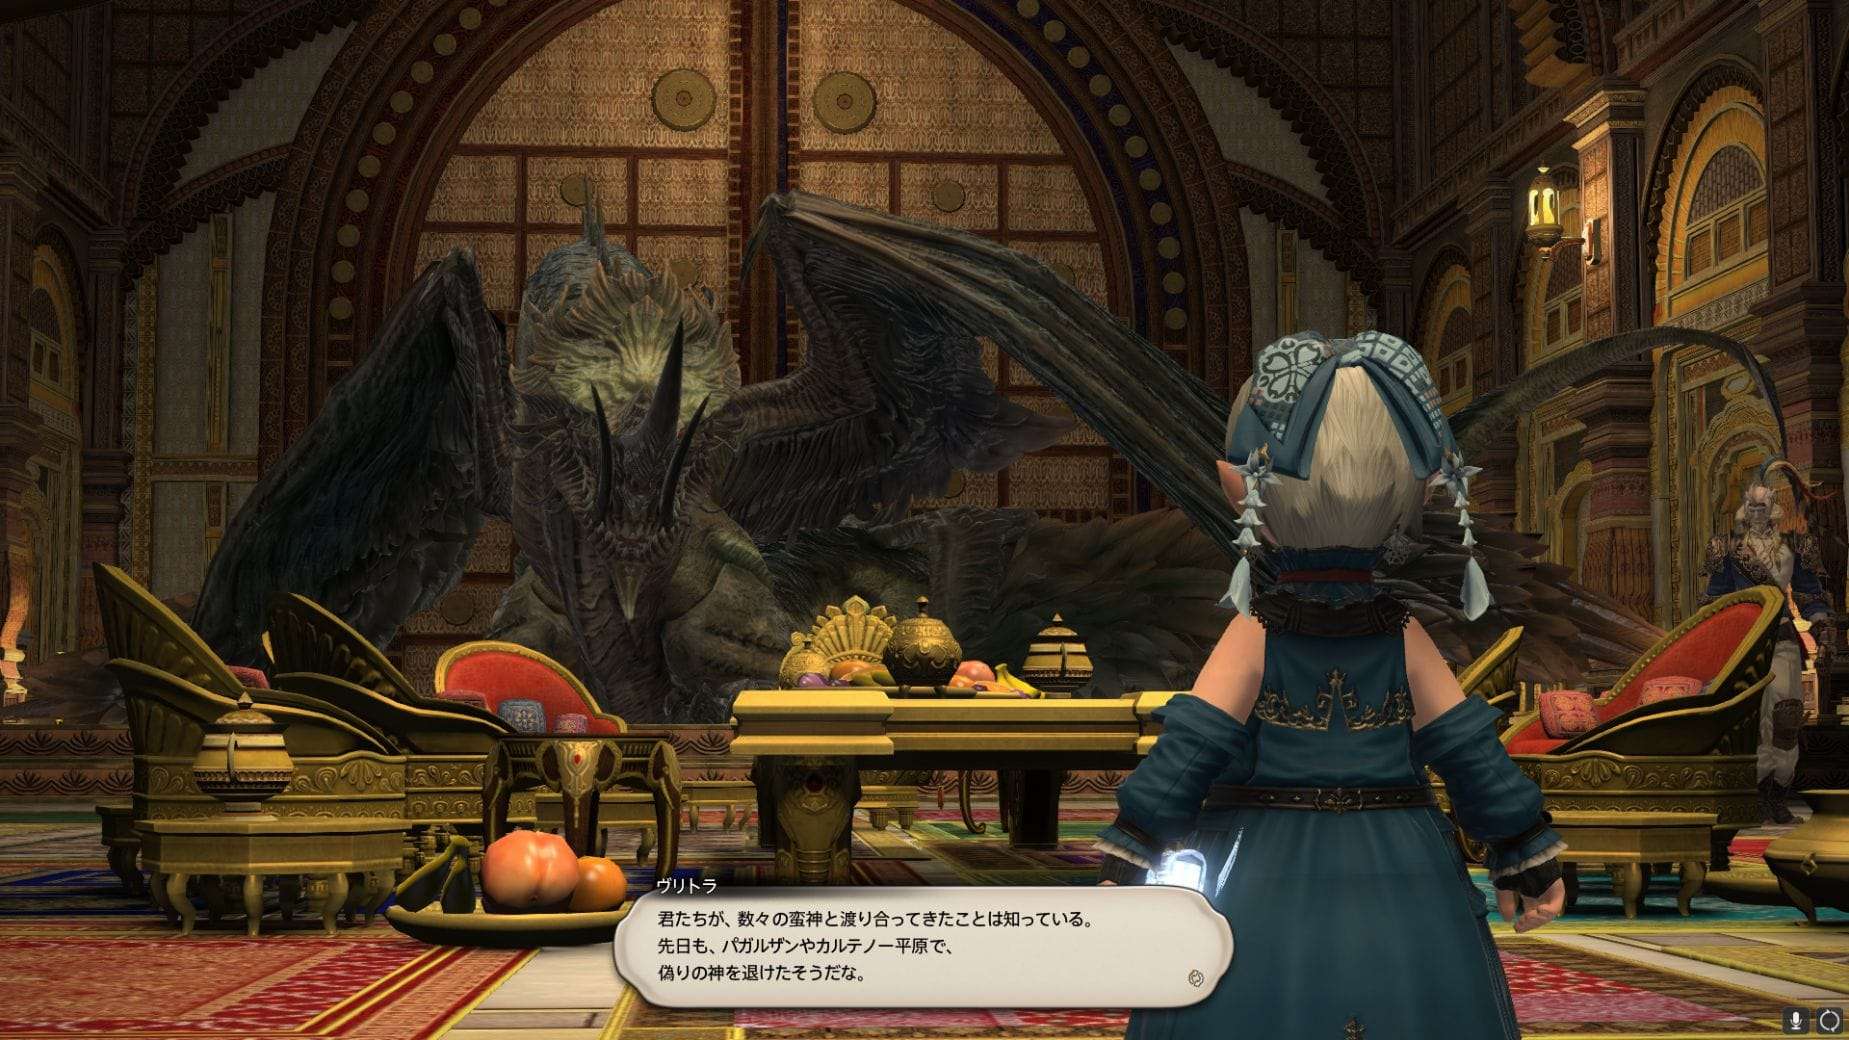 ヴリトラ
君たちが、数々の蛮神と渡り合ってきたことは知っている。
先日も、パガルザンやカルテノー平原で、
偽りの神を退けたそうだな。